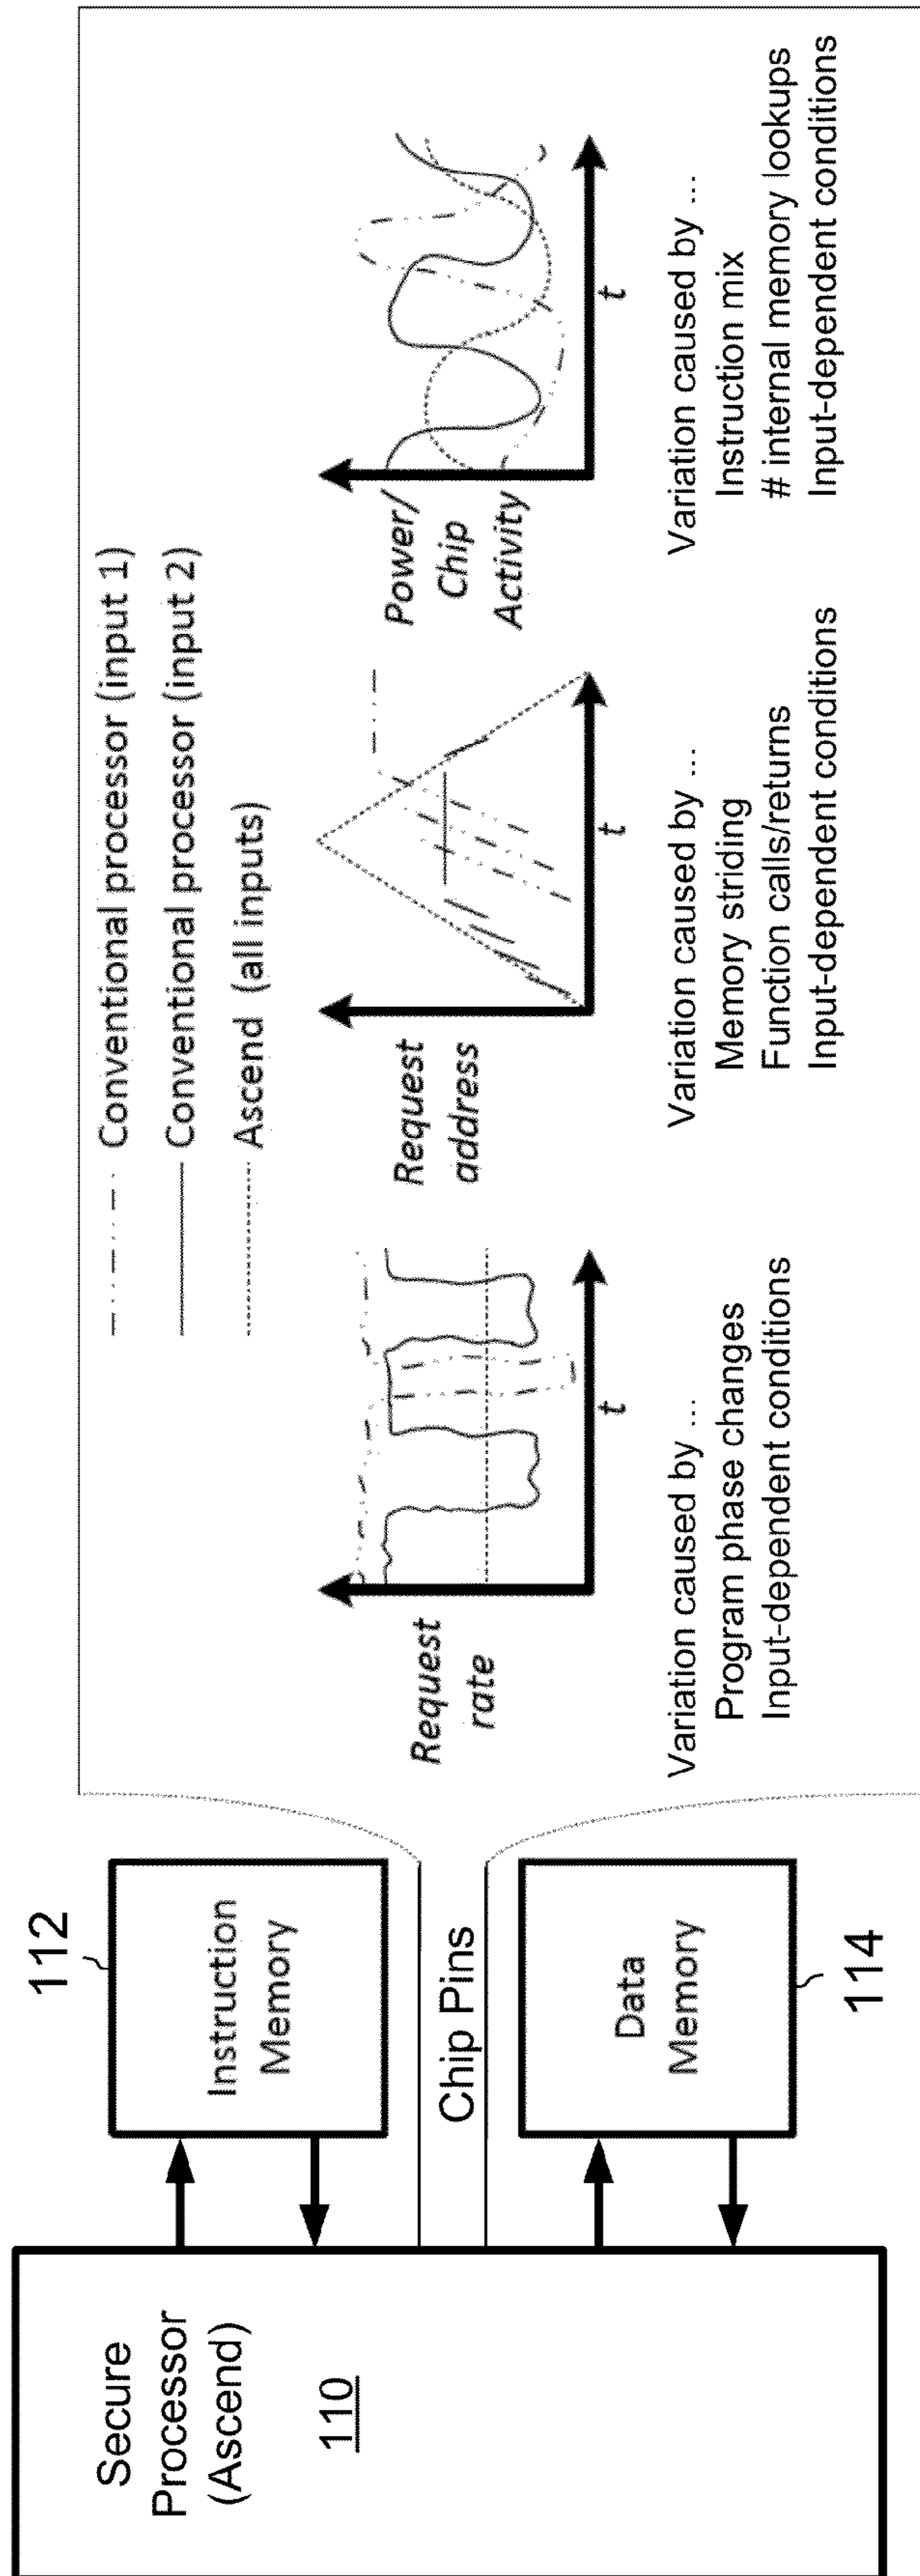 Secure
Processor
(Ascend)
110
112
Instruction
Memory
Chip Pins
Data
Memory
114
Conventional processor (input 1)
Conventional processor (input 2)
Ascend (all inputs)
Request
rate
t
Variation caused by ...
Program phase changes
Input-dependent conditions
Request
address
t
Variation caused by ...
Memory striding
Function calls/returns
Input-dependent conditions
Power/
Chip
Activity
t
Variation caused by ...
Instruction mix
# internal memory lookups
Input-dependent conditions